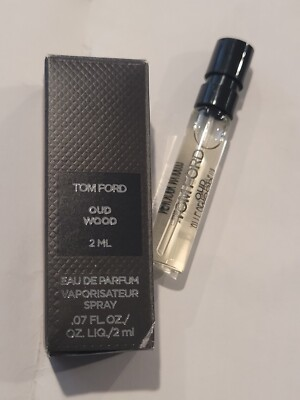 TOM FORD
OUD
WOOD
2 ML
EAU DE PARFUM
VAPORISATEUR
SPRAY
.07 FL.OZ./
OZ. LIQ./2 ml
TOM FORD
OUD